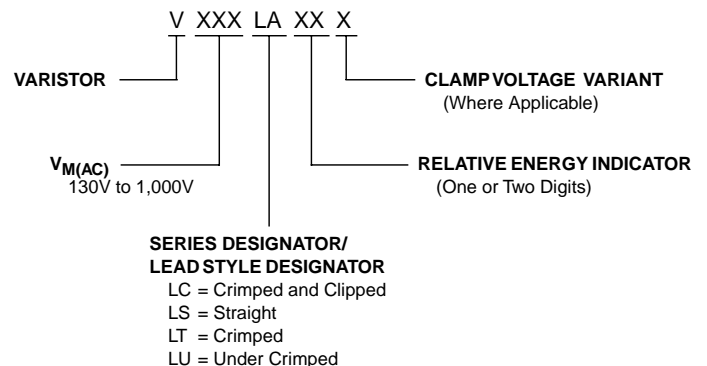 V XXX LA XX X
VARISTOR
CLAMP VOLTAGE VARIANT
(Where Applicable)
VM(AC)
130V to 1,000V
RELATIVE ENERGY INDICATOR
(One or Two Digits)
SERIES DESIGNATOR/
LEAD STYLE DESIGNATOR
LC = Crimped and Clipped
LS = Straight
LT = Crimped
LU = Under Crimped